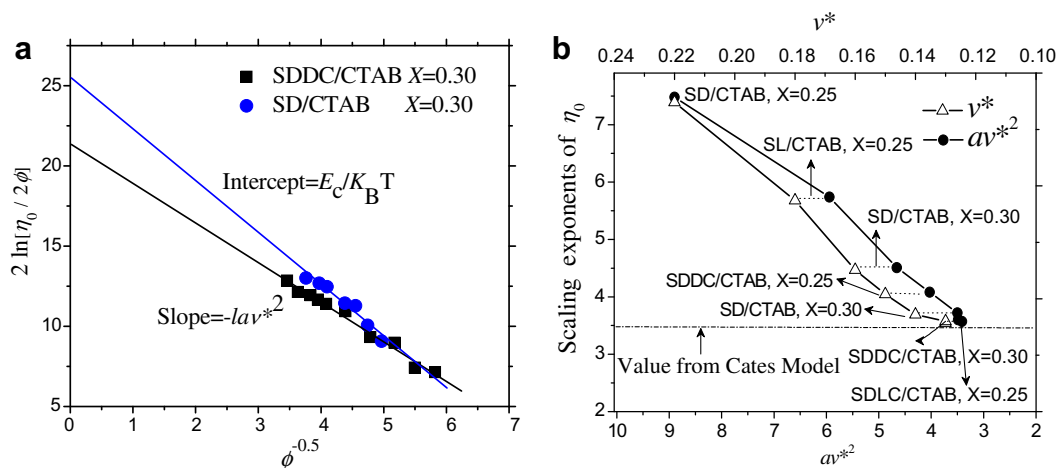 a
25
20
15
10
5
0 1 2 3 4 5 6 7
2 ln[η0 / 2ϕ]
ϕ-0.5
SDDC/CTAB X=0.30
SD/CTAB X=0.30
Intercept=Ec/KBT
Slope=-lav*2
b
v*
0.24 0.22 0.20 0.18 0.16 0.14 0.12 0.10
7
6
5
4
3
2
10 9 8 7 6 5 4 3 2
Scaling exponents of η0
av*2
SD/CTAB, X=0.25
v*
av*2
SL/CTAB, X=0.25
SD/CTAB, X=0.30
SDDC/CTAB, X=0.25
SD/CTAB, X=0.30
Value from Cates Model
SDDC/CTAB, X=0.30
SDLC/CTAB, X=0.25